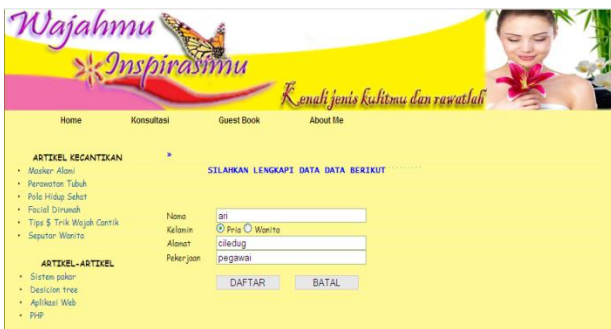 Wajahmu
Inspirasimu
Kenali jenis kulitmu dan rawatlah
Home Konsultasi Guest Book About Me
ARTIKEL KECANTIKAN
Masker Alami
Perawatan Tubuh
Pola Hidup Sehat
Facial Dirumah
Tips $ Trik Wajah Cantik
Seputar Wanita
ARTIKEL-ARTIKEL
Sistem pakar
Desicion tree
Aplikasi Web
PHP
»
SILAHKAN LENGKAPI DATA DATA BERIKUT
Nama ari
Kelamin Pria Wanita
Alamat ciledug
Pekerjaan pegawai
DAFTAR BATAL